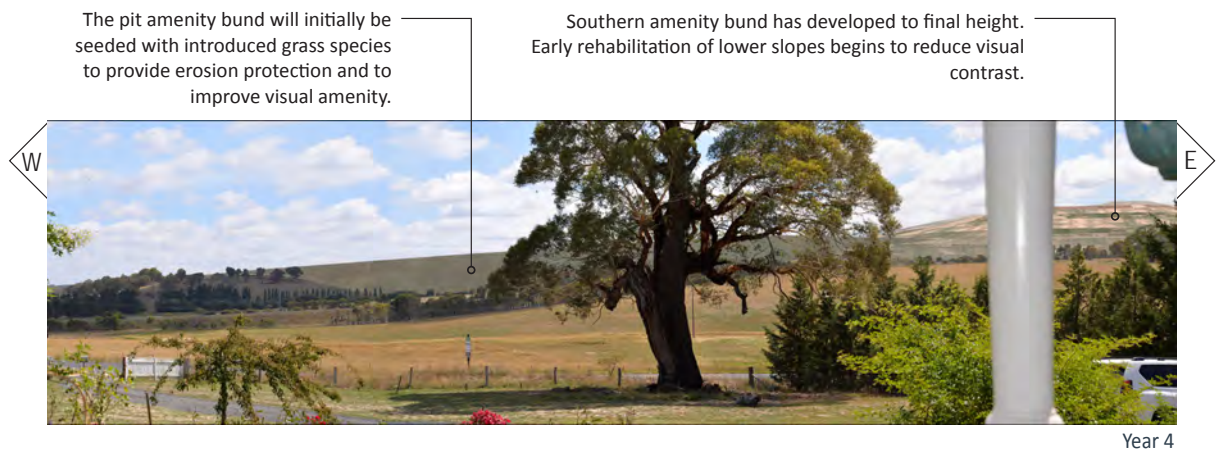 The pit amenity bund will initially be
seeded with introduced grass species
to provide erosion protection and to
improve visual amenity.
Southern amenity bund has developed to final height.
Early rehabilitation of lower slopes begins to reduce visual
contrast.
W
E
Year 4